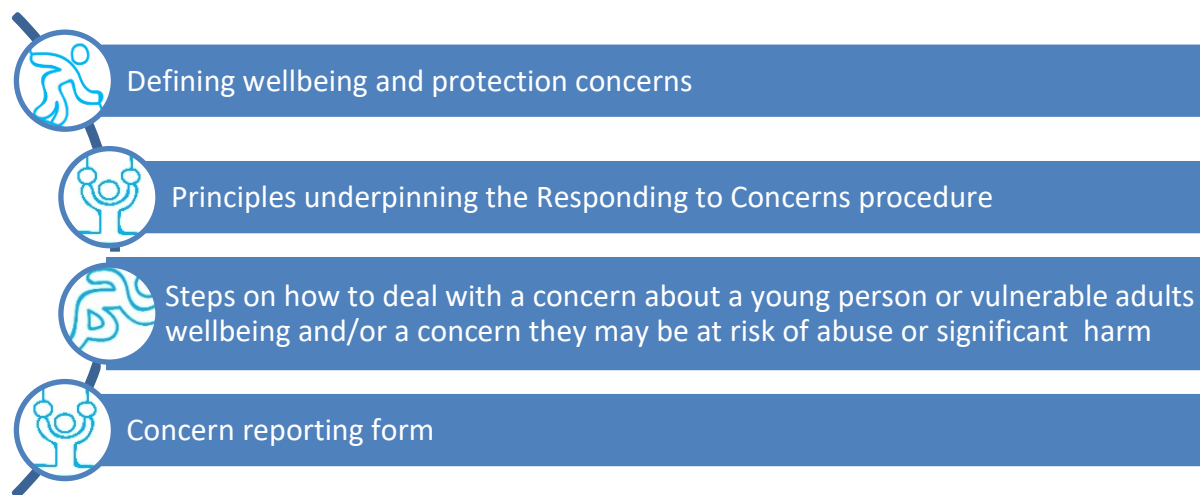 Defining wellbeing and protection concerns
Principles underpinning the Responding to Concerns procedure
Steps on how to deal with a concern about a young person or vulnerable adults
wellbeing and/or a concern they may be at risk of abuse or significant  harm
Concern reporting form